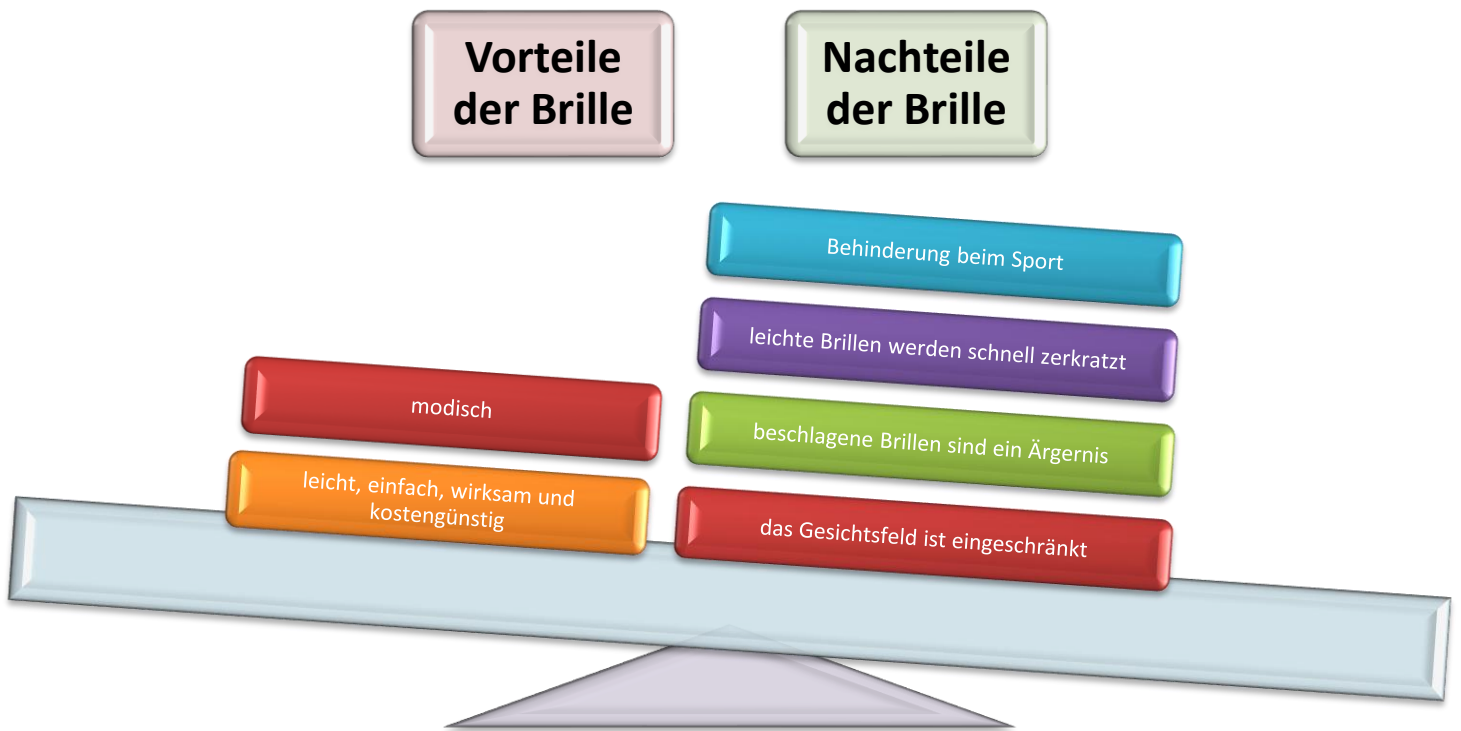 Vorteile
der Brille
Nachteile
der Brille
modisch
leicht, einfach, wirksam und
kostengünstig
Behinderung beim Sport
leichte Brillen werden schnell zerkratzt
beschlagene Brillen sind ein Ärgernis
das Gesichtsfeld ist eingeschränkt